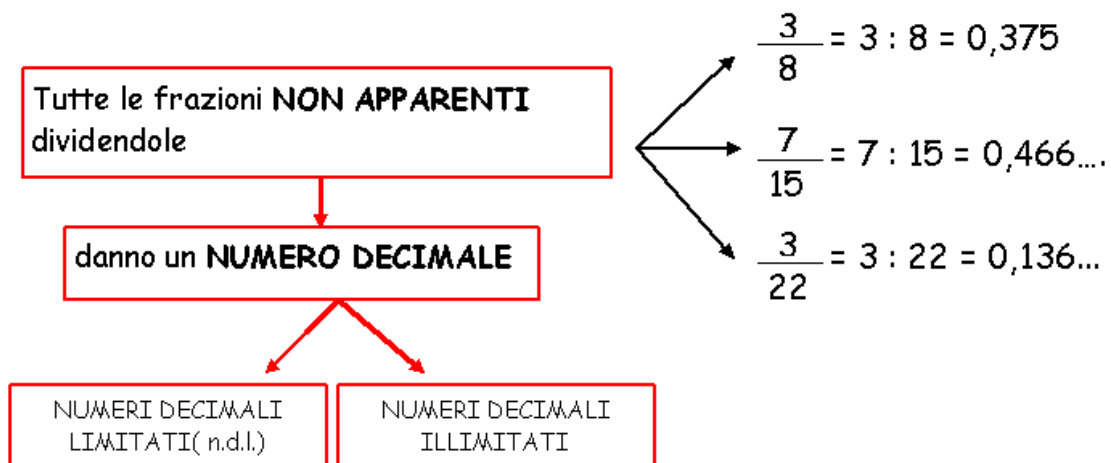 Tutte le frazioni NON APPARENTI
dividendole
danno un NUMERO DECIMALE
NUMERI DECIMALI
LIMITATI( n.d.l.)
NUMERI DECIMALI
ILLIMITATI
3/8 = 3 : 8 = 0,375
7/15 = 7 : 15 = 0,466....
3/22 = 3 : 22 = 0,136...